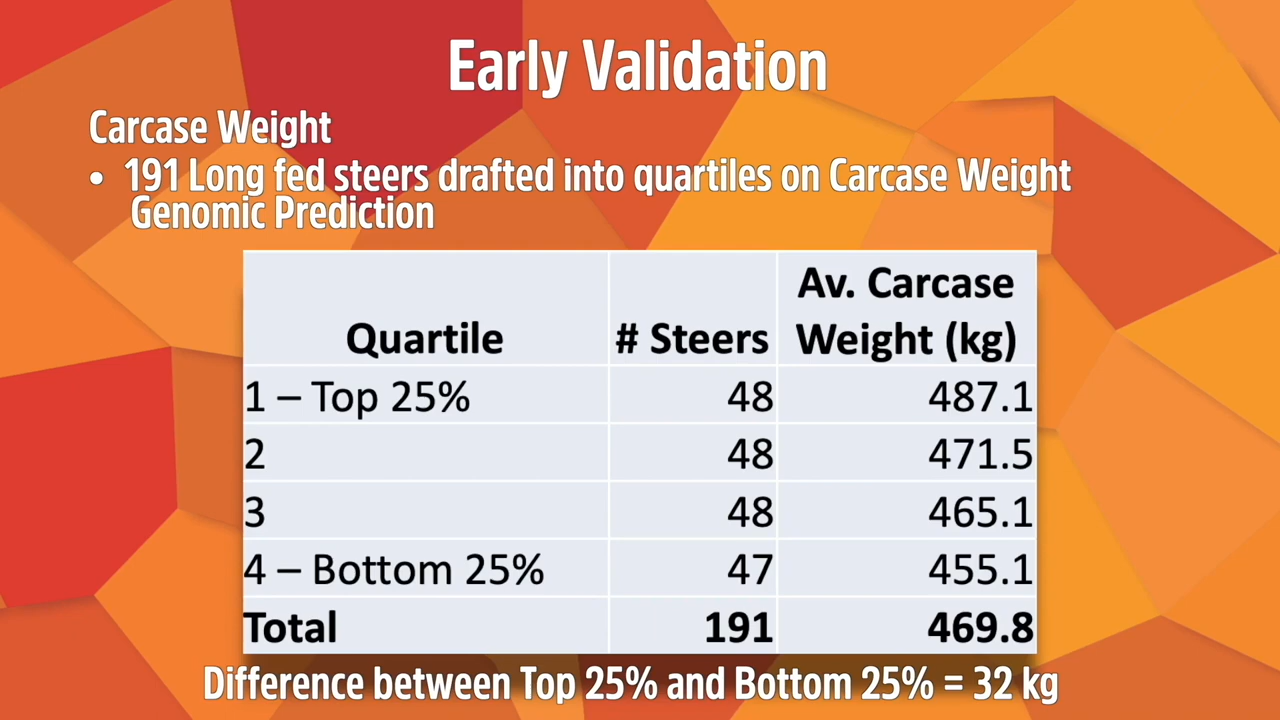 Early Validation
Carcase Weight
• 191 Long fed steers drafted into quartiles on Carcase Weight
Genomic Prediction
Quartile # Steers Av. Carcase Weight (kg)
1 – Top 25% 48 487.1
2 48 471.5
3 48 465.1
4 – Bottom 25% 47 455.1
Total 191 469.8
Difference between Top 25% and Bottom 25% = 32 kg